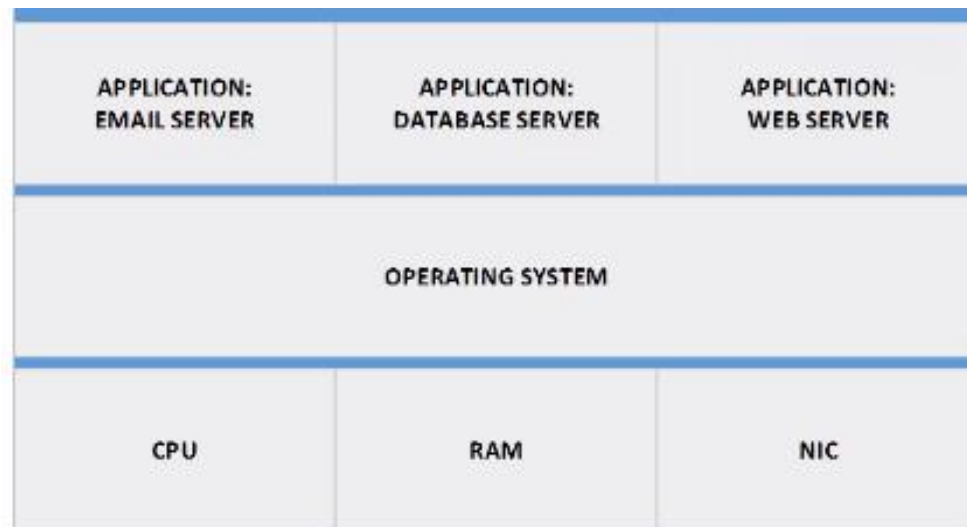 APPLICATION:
EMAIL SERVER
APPLICATION:
DATABASE SERVER
APPLICATION:
WEB SERVER
OPERATING SYSTEM
CPU
RAM
NIC